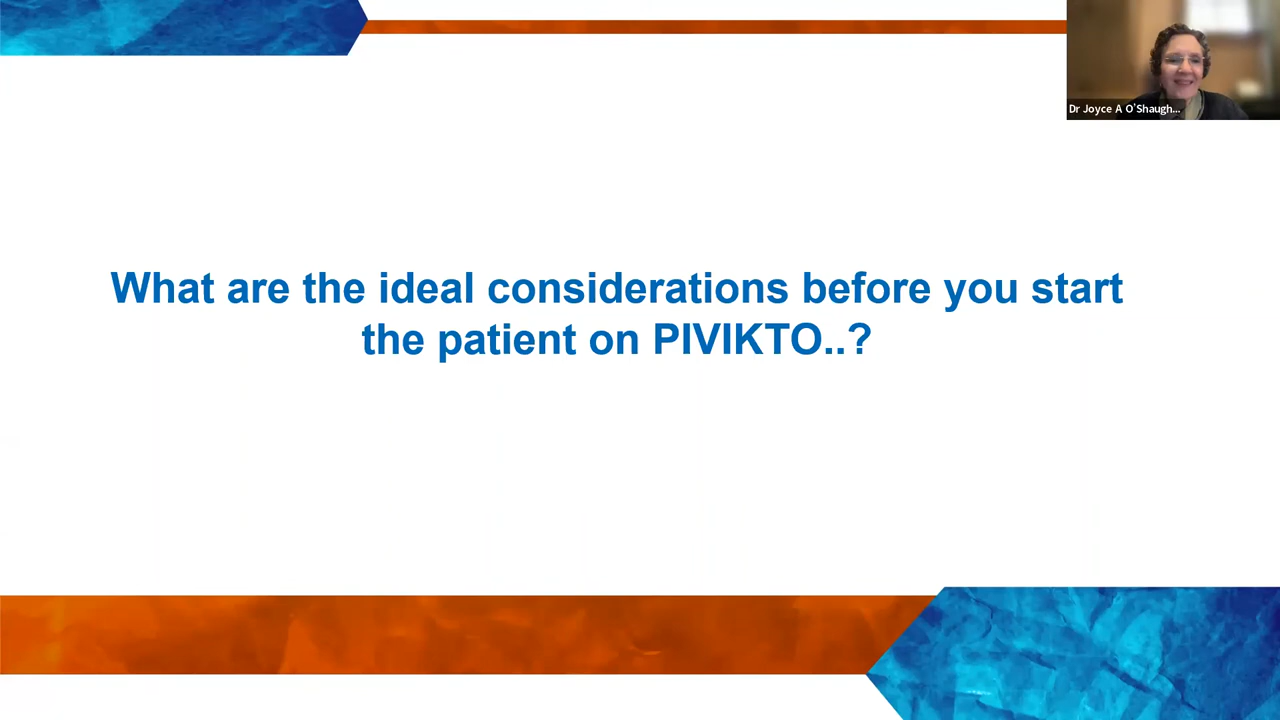 Dr Joyce A O'Shaugh...
What are the ideal considerations before you start
the patient on PIVIKTO..?